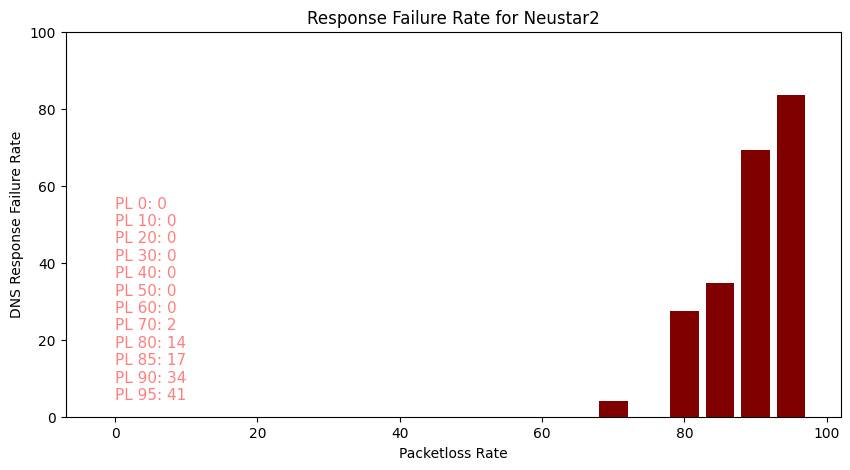 Response Failure Rate for Neustar2
100
80
60
40
20
0
DNS Response Failure Rate
PL 0: 0
PL 10: 0
PL 20: 0
PL 30: 0
PL 40: 0
PL 50: 0
PL 60: 0
PL 70: 2
PL 80: 14
PL 85: 17
PL 90: 34
PL 95: 41
0 20 40 60 80 100
Packetloss Rate